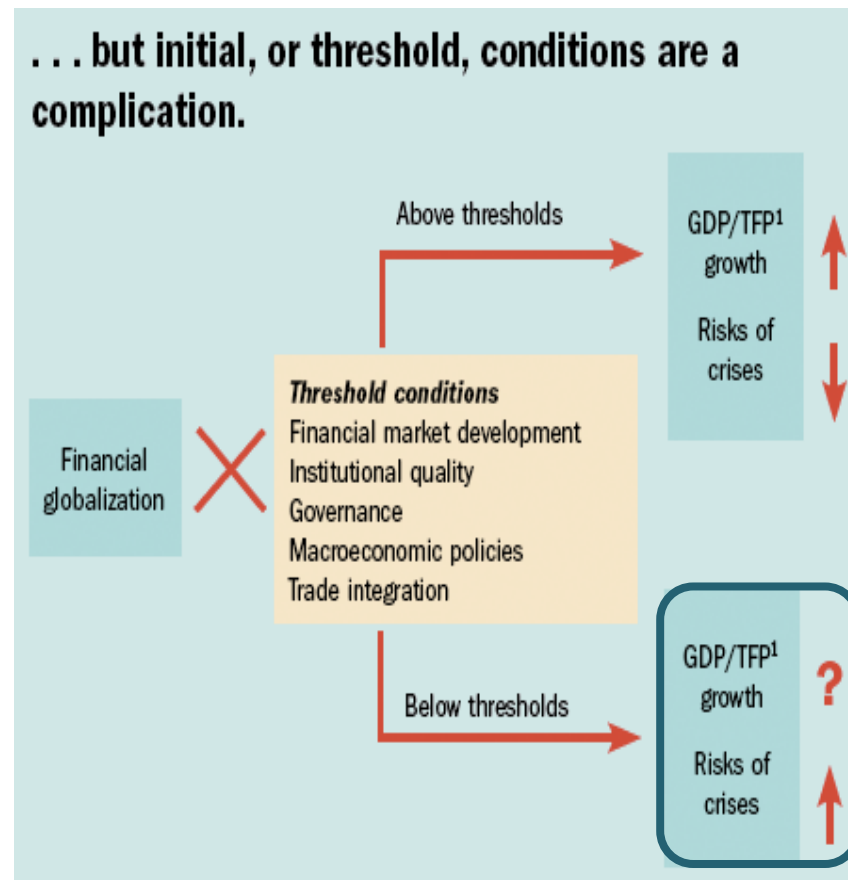 . . . but initial, or threshold, conditions are a
complication.
Above thresholds
GDP/TFP¹
growth
Risks of
crises
Financial
globalization
Threshold conditions
Financial market development
Institutional quality
Governance
Macroeconomic policies
Trade integration
Below thresholds
GDP/TFP¹
growth
?
Risks of
crises